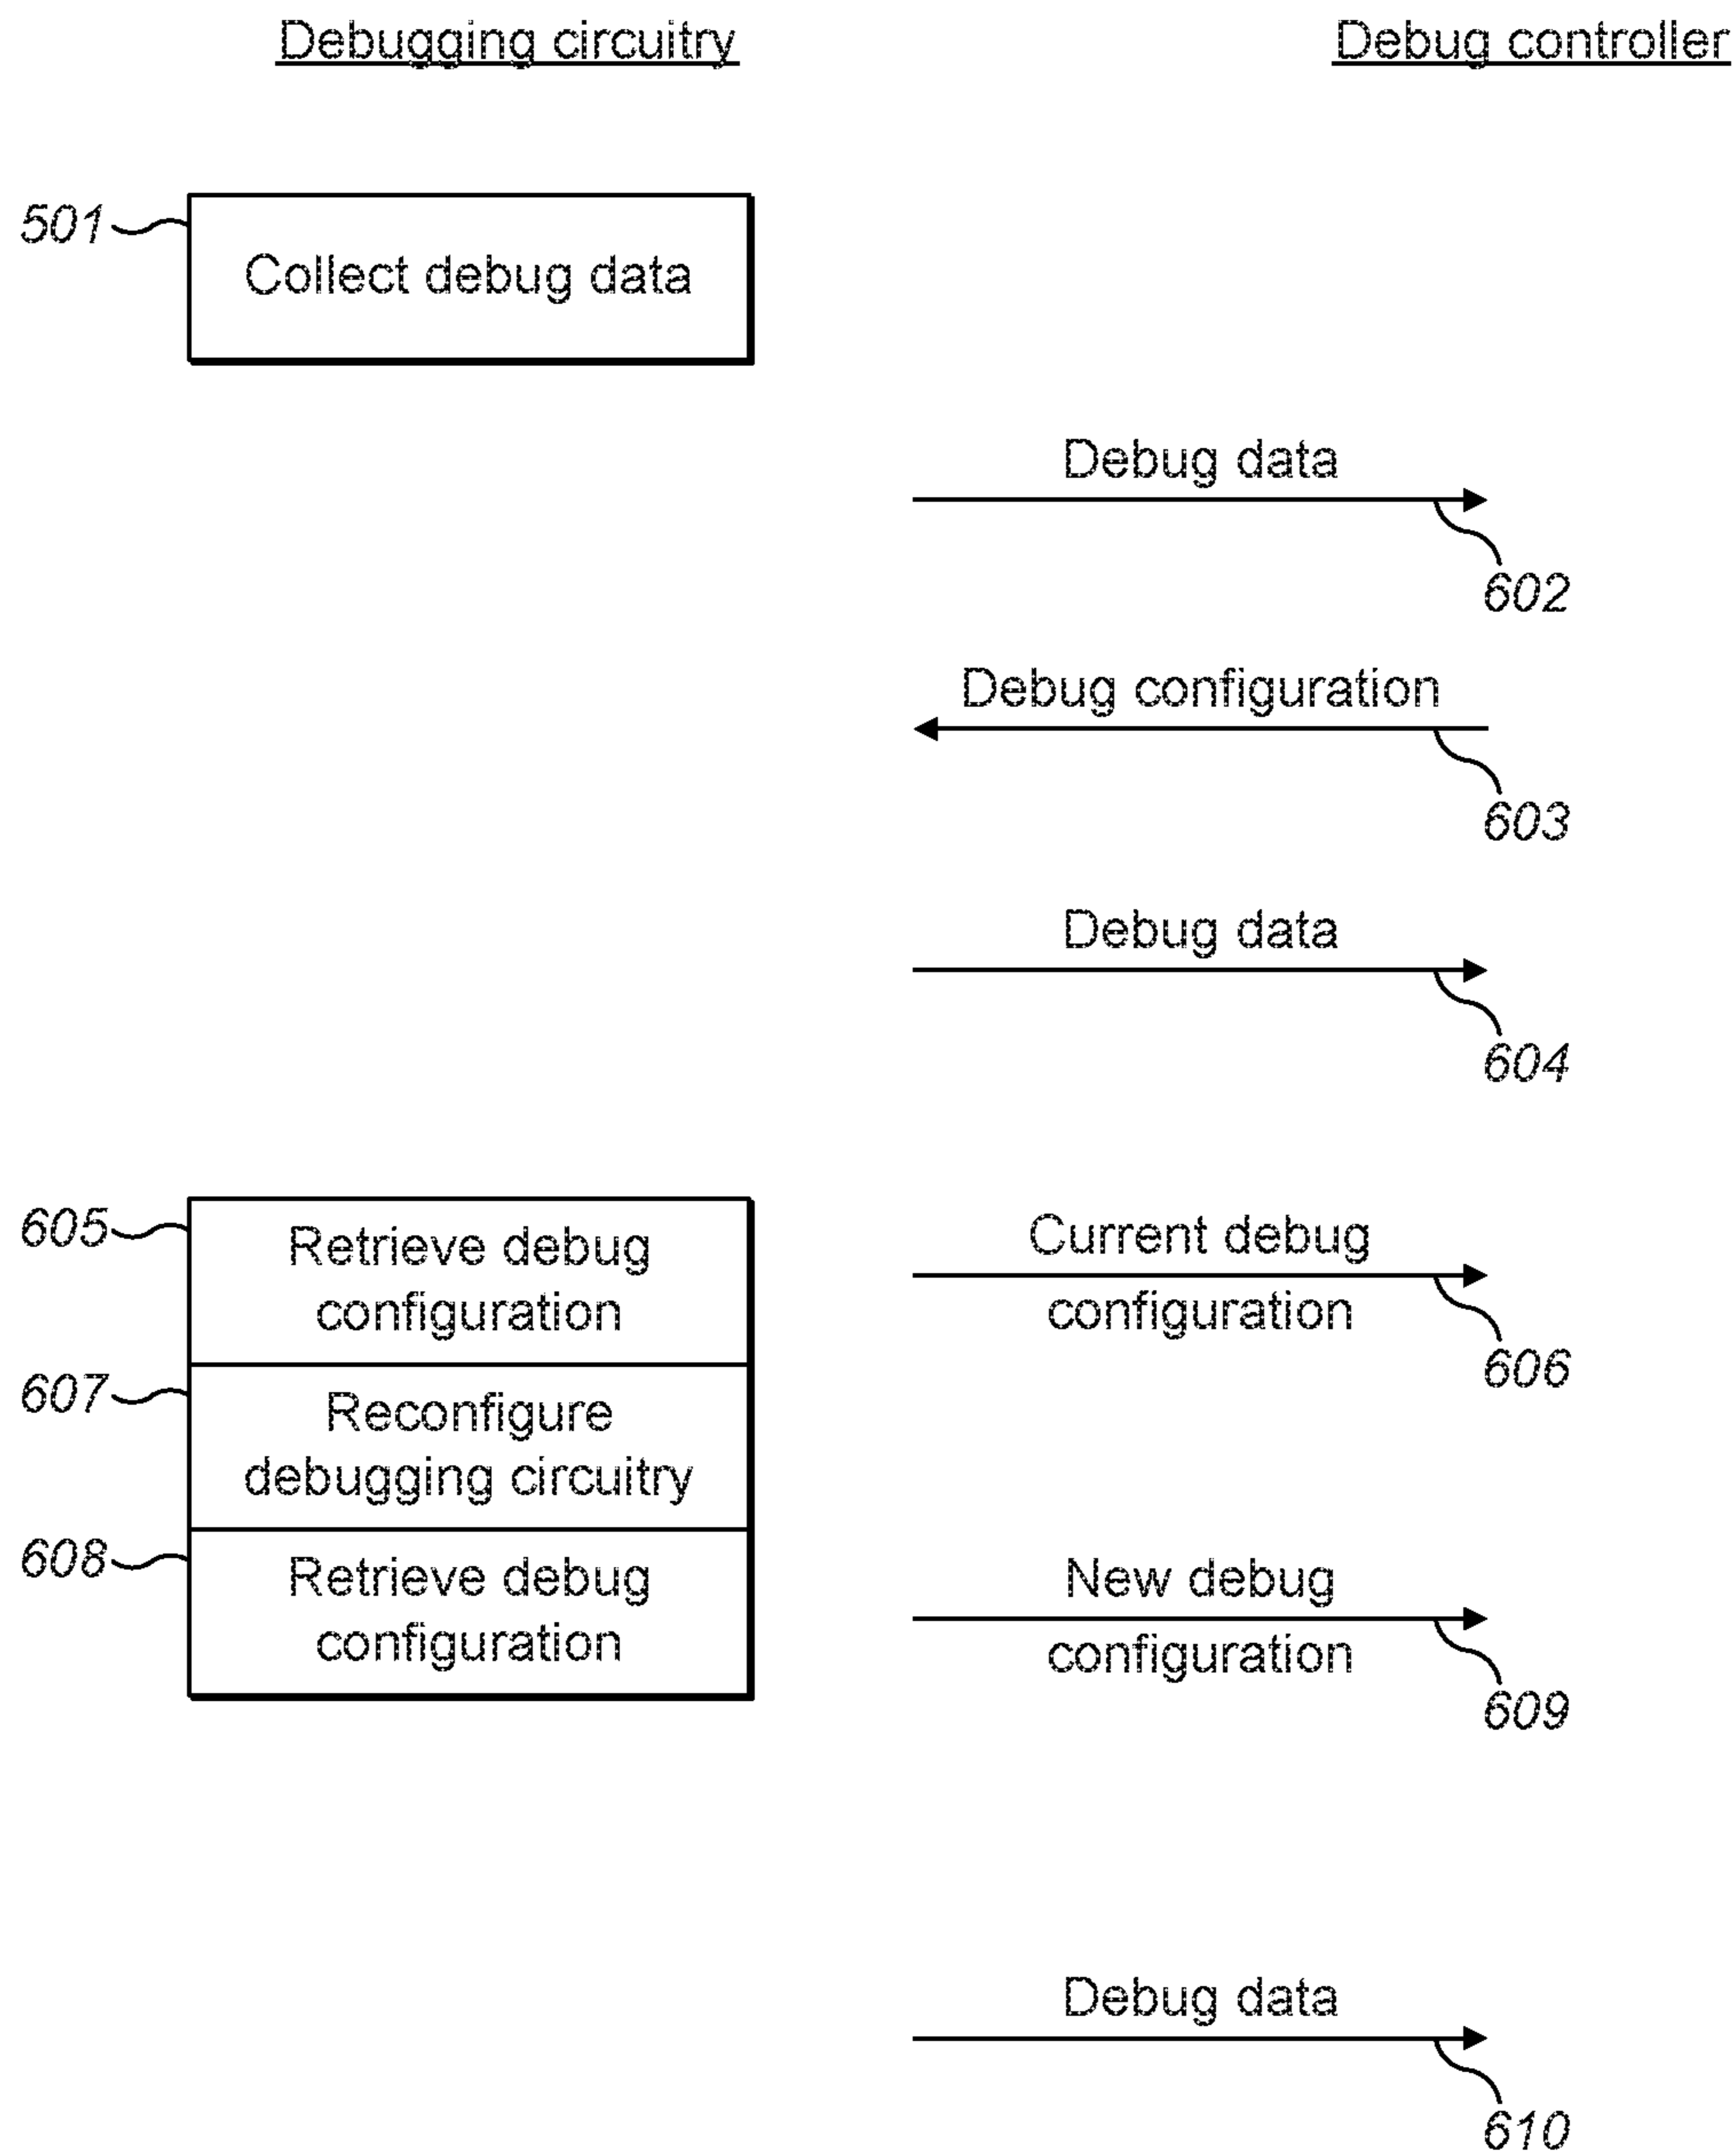 Debugging circuitry
Debug controller
501
Collect debug data
Debug data
602
Debug configuration
603
Debug data
604
605
Retrieve debug
configuration
Current debug
configuration
606
607
Reconfigure
debugging circuitry
608
Retrieve debug
configuration
New debug
configuration
609
Debug data
610